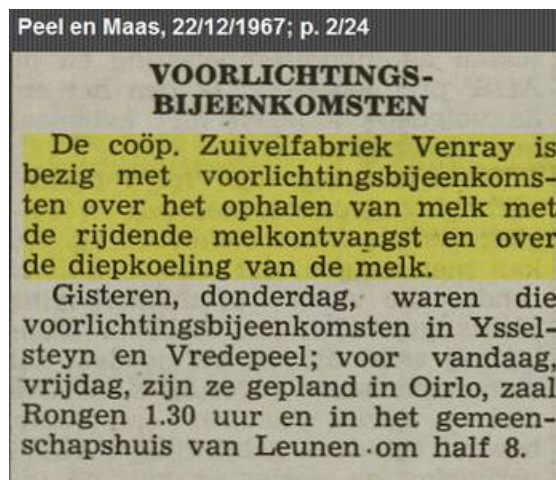 Peel en Maas, 22/12/1967; p. 2/24
VOORLICHTINGS-
BIJEENKOMSTEN
De coöp. Zuivelfabriek Venray is
bezig met voorlichtingsbijeenkoms-
ten over het ophalen van melk met
de rijdende melkontvangst en over
de diepkoeling van de melk.
Gisteren, donderdag, waren die
voorlichtingsbijeenkomsten in Yssel-
steyn en Vredepeel; voor vandaag,
vrijdag, zijn ze gepland in Oirlo, zaal
Rongen 1.30 uur en in het gemeen-
schapshuis van Leunen om half 8.